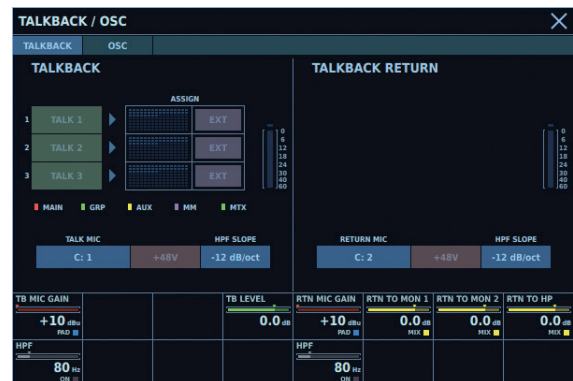 TALKBACK / OSC
TALKBACK OSC
TALKBACK
ASSIGN
1 TALK 1 EXT
2 TALK 2 EXT
3 TALK 3 EXT
0
6
12
18
24
30
40
60
MAIN GRP AUX MM MTX
TALK MIC HPF SLOPE
C: 1 +48V -12 dB/oct
TALKBACK RETURN
0
6
12
18
24
30
40
60
RETURN MIC HPF SLOPE
C: 2 +48V -12 dB/oct
TB MIC GAIN TB LEVEL RTN MIC GAIN RTN TO MON 1 RTN TO MON 2 RTN TO HP
+10 dBu 0.0 dB +10 dBu 0.0 dB 0.0 dB 0.0 dB
PAD PAD MIX MIX MIX
HPF HPF
80 Hz 80 Hz
ON ON